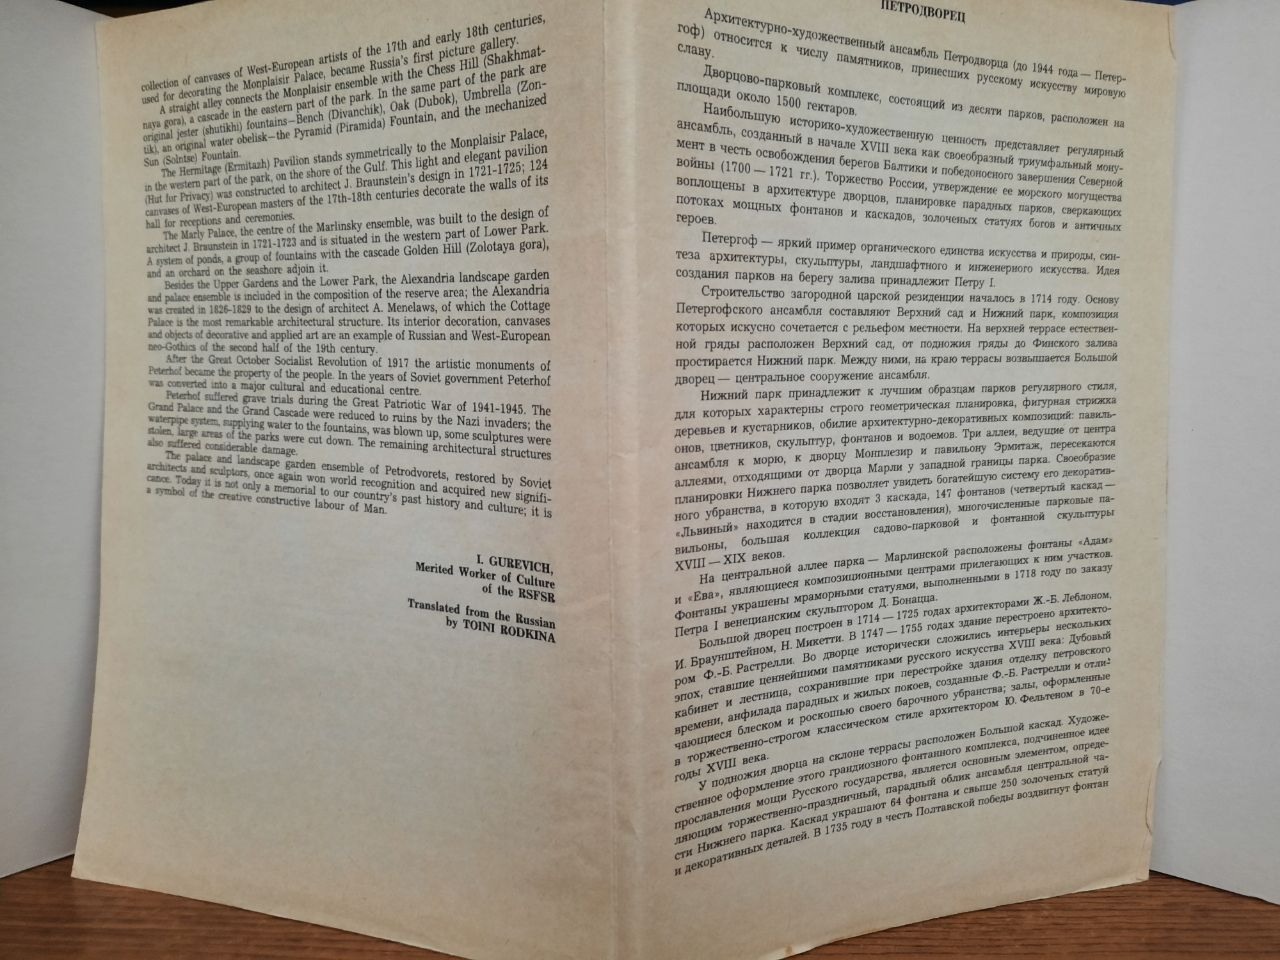 collection of canvases of West-European artists of the 17th and early 18th centuries,
used for decorating the Monplaisir Palace, became Russia's first picture gallery.
A straight alley connects the Monplaisir ensemble with the Chess Hill (Shakhmat-
naya gora), a cascade in the eastern part of the park. In the same part of the park are
original jester (shutikhi) fountains—Bench (Divanchik), Oak (Dubok), Umbrella (Zon-
tik), an original water obelisk—the Pyramid (Piramida) Fountain, and the mechanized
Sun (Solntse) Fountain.
The Hermitage (Ermitazh) Pavilion stands symmetrically to the Monplaisir Palace,
in the western part of the park, on the shore of the Gulf. This light and elegant pavilion
(Hut for Privacy) was constructed to architect J. Braunstein's design in 1721-1725; 124
canvases of West-European masters of the 17th-18th centuries decorate the walls of its
hall for receptions and ceremonies.
The Marly Palace, the centre of the Marlinsky ensemble, was built to the design of
architect J. Braunstein in 1721-1723 and is situated in the western part of Lower Park.
A system of ponds, a group of fountains with the cascade Golden Hill (Zolotaya gora),
and an orchard on the seashore adjoin it.
Besides the Upper Gardens and the Lower Park, the Alexandria landscape garden
and palace ensemble is included in the composition of the reserve area; the Alexandria
was created in 1826-1829 to the design of architect A. Menelaws, of which the Cottage
Palace is the most remarkable architectural structure. Its interior decoration, canvases
and objects of decorative and applied art are an example of Russian and West-European
neo-Gothics of the second half of the 19th century.
After the Great October Socialist Revolution of 1917 the artistic monuments of
Peterhof became the property of the people. In the years of Soviet government Peterhof
was converted into a major cultural and educational centre.
Peterhof suffered grave trials during the Great Patriotic War of 1941-1945. The
Grand Palace and the Grand Cascade were reduced to ruins by the Nazi invaders; the
waterpipe system, supplying water to the fountains, was blown up, some sculptures were
stolen, large areas of the parks were cut down. The remaining architectural structures
also suffered considerable damage.
The palace and landscape garden ensemble of Petrodvorets, restored by Soviet
architects and sculptors, once again won world recognition and acquired new signifi-
cance. Today it is not only a memorial to our country's past history and culture; it is
a symbol of the creative constructive labour of Man.
I. GUREVICH,
Merited Worker of Culture
of the RSFSR
Translated from the Russian
by TOINI RODKINA
ПЕТРОДВОРЕЦ
Архитектурно-художественный ансамбль Петродворца (до 1944 года — Петер-
гоф) относится к числу памятников, принесших русскому искусству мировую
славу.
Дворцово-парковый комплекс, состоящий из десяти парков, расположен на
площади около 1500 гектаров.
Наибольшую историко-художественную ценность представляет регулярный
ансамбль, созданный в начале XVIII века как своеобразный триумфальный мону-
мент в честь освобождения берегов Балтики и победоносного завершения Северной
войны (1700 — 1721 гг.). Торжество России, утверждение ее морского могущества
воплощены в архитектуре дворцов, планировке парадных парков, сверкающих
потоках мощных фонтанов и каскадов, золоченых статуях богов и античных
героев.
Петергоф — яркий пример органического единства искусства и природы, син-
теза архитектуры, скульптуры, ландшафтного и инженерного искусства. Идея
создания парков на берегу залива принадлежит Петру I.
Строительство загородной царской резиденции началось в 1714 году. Основу
Петергофского ансамбля составляют Верхний сад и Нижний парк, композиция
которых искусно сочетается с рельефом местности. На верхней террасе естествен-
ной гряды расположен Верхний сад, от подножия гряды до Финского залива
простирается Нижний парк. Между ними, на краю террасы возвышается Большой
дворец — центральное сооружение ансамбля.
Нижний парк принадлежит к лучшим образцам парков регулярного стиля,
для которых характерны строго геометрическая планировка, фигурная стрижка
деревьев и кустарников, обилие архитектурно-декоративных композиций: павиль-
онов, цветников, скульптур, фонтанов и водоемов. Три аллеи, ведущие от центра
ансамбля к морю, к дворцу Монплезир и павильону Эрмитаж, пересекаются
аллеями, отходящими от дворца Марли у западной границы парка. Своеобразие
планировки Нижнего парка позволяет увидеть богатейшую систему его декоратив-
ного убранства, в которую входят 3 каскада, 147 фонтанов (четвертый каскад —
«Львиный» находится в стадии восстановления), многочисленные парковые па-
вильоны, большая коллекция садово-парковой и фонтанной скульптуры
XVIII — XIX веков.
На центральной аллее парка — Марлинской расположены фонтаны «Адам»
и «Ева», являющиеся композиционными центрами прилегающих к ним участков.
Фонтаны украшены мраморными статуями, выполненными в 1718 году по заказу
Петра I венецианским скульптором Д. Бонацца.
Большой дворец построен в 1714 — 1725 годах архитекторами Ж.-Б. Леблоном,
И. Браунштейном, Н. Микетти. В 1747 — 1755 годах здание перестроено архитекто-
ром Ф.-Б. Растрелли. Во дворце исторически сложились интерьеры нескольких
эпох, ставшие ценнейшими памятниками русского искусства XVIII века: Дубовый
кабинет и лестница, сохранившие при перестройке здания отделку петровского
времени, анфилада парадных и жилых покоев, созданные Ф.-Б. Растрелли и отли-
чающиеся блеском и роскошью своего барочного убранства; залы, оформленные
в торжественно-строгом классическом стиле архитектором Ю. Фельтеном в 70-е
годы XVIII века.
У подножия дворца на склоне террасы расположен Большой каскад. Художе-
ственное оформление этого грандиозного фонтанного комплекса, подчиненное идее
прославления мощи Русского государства, является основным элементом, опреде-
ляющим торжественно-праздничный, парадный облик ансамбля центральной ча-
сти Нижнего парка. Каскад украшают 64 фонтана и свыше 250 золоченых статуй
и декоративных деталей. В 1735 году в честь Полтавской победы воздвигнут фонтан